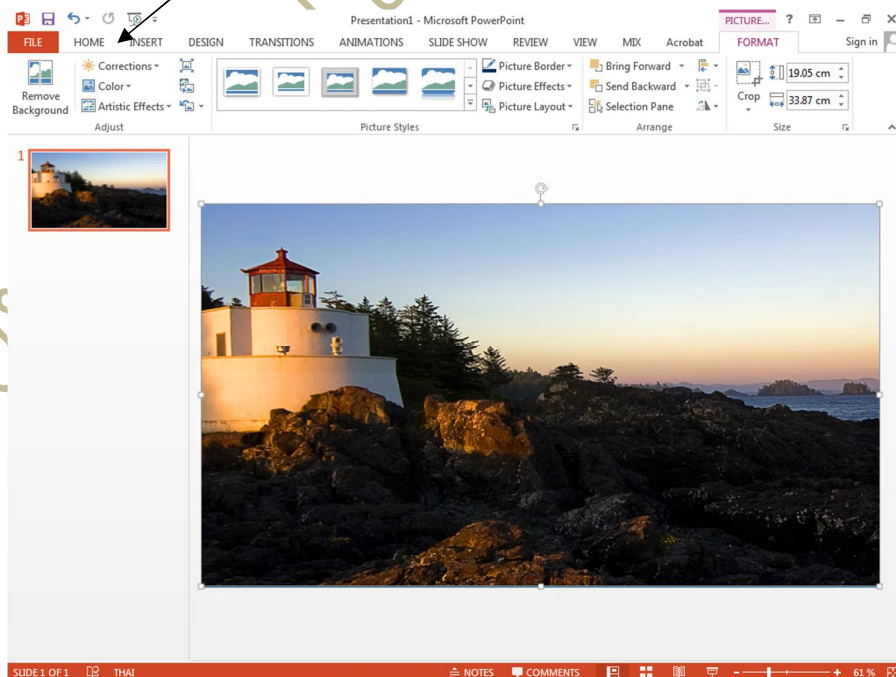 Presentation1 - Microsoft PowerPoint
PICTURE...
?
FILE HOME INSERT DESIGN TRANSITIONS ANIMATIONS SLIDE SHOW REVIEW VIEW MIX Acrobat FORMAT Sign in
Remove Background
Corrections
Color
Artistic Effects
Adjust
Picture Border
Picture Effects
Picture Layout
Picture Styles
Bring Forward
Send Backward
Selection Pane
Arrange
Crop
19.05 cm
33.87 cm
Size
1
SLIDE 1 OF 1 THAI NOTES COMMENTS 61 %